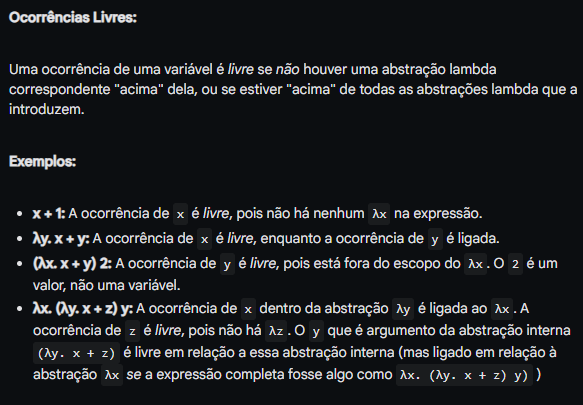 Ocorrências Livres:
Uma ocorrência de uma variável é livre se não houver uma abstração lambda
correspondente "acima" dela, ou se estiver "acima" de todas as abstrações lambda que a
introduzem.
Exemplos:
• x + 1: A ocorrência de x é livre, pois não há nenhum λx na expressão.
• λy. x + y: A ocorrência de x é livre, enquanto a ocorrência de y é ligada.
• (λx. x + y) 2: A ocorrência de y é livre, pois está fora do escopo do λx. O 2 é um
valor, não uma variável.
• λx. (λy. x + z) y: A ocorrência de x dentro da abstração λy é ligada ao λx. A
ocorrência de z é livre, pois não há λz. O y que é argumento da abstração interna
(λy. x + z) é livre em relação a essa abstração interna (mas ligado em relação à
abstração λx se a expressão completa fosse algo como λx. (λy. x + z) y) )